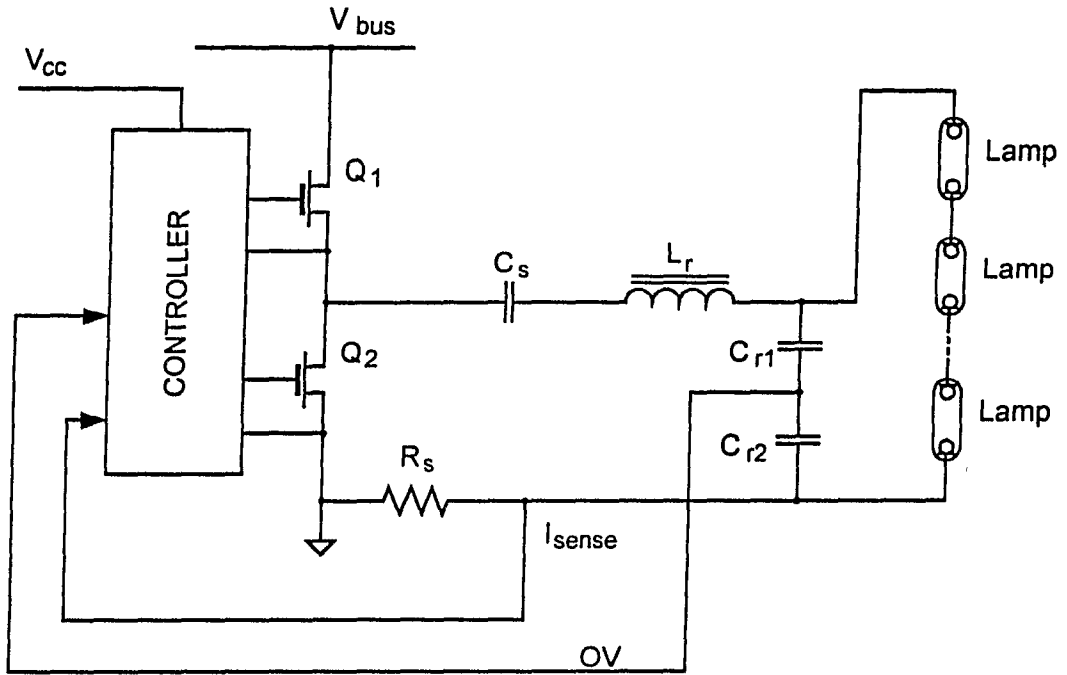 V bus
Vcc
CONTROLLER
Q1
Cs
Lr
Lamp
Lamp
Q2
Cr1
Lamp
Cr2
Rs
Isense
OV